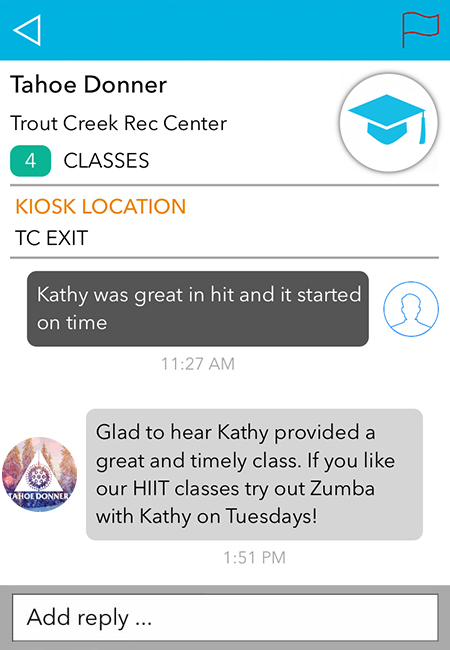 Tahoe Donner
Trout Creek Rec Center
4 CLASSES
KIOSK LOCATION
TC EXIT
Kathy was great in hit and it started
on time
11:27 AM
Glad to hear Kathy provided a
great and timely class. If you like
our HIIT classes try out Zumba
with Kathy on Tuesdays!
TAHOE DONNER
1:51 PM
Add reply ...